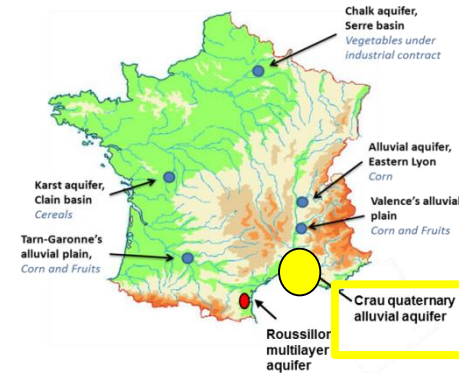 Chalk aquifer,
Serre basin
Vegetables under
industrial contract
Alluvial aquifer,
Eastern Lyon
Corn
Karst aquifer,
Clain basin
Cereals
Valence's alluvial
plain
Corn and Fruits
Tarn-Garonne's
alluvial plain,
Corn and Fruits
Crau quaternary
alluvial aquifer
Roussillon
multilayer
aquifer